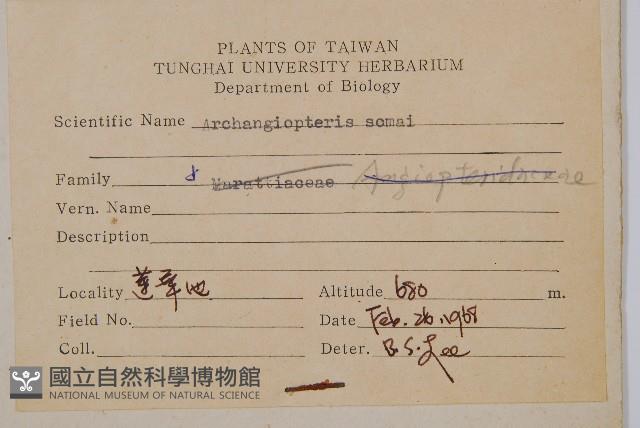 PLANTS OF TAIWAN
TUNGHAI UNIVERSITY HERBARIUM
Department of Biology
Scientific Name Archangiopteris somai
Family Marattiaceae Angiopteridaceae
Vern. Name
Description
Locality 蓮華池 Altitude 680 m.
Field No. Date Feb. 26. 1968
Coll. Deter. B.S. Lee
國立自然科學博物館
NATIONAL MUSEUM OF NATURAL SCIENCE